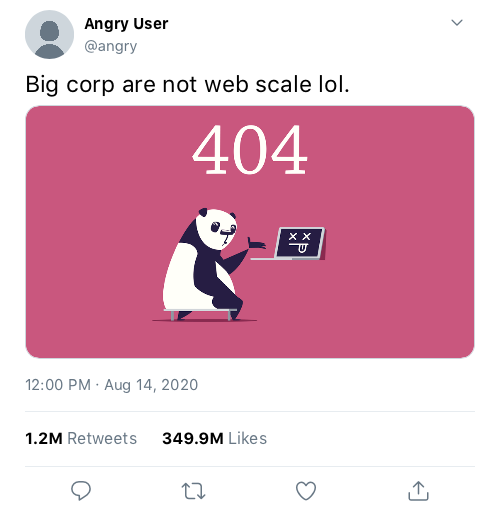 Angry User
@angry
Big corp are not web scale lol.
404
12:00 PM · Aug 14, 2020
1.2M Retweets 349.9M Likes